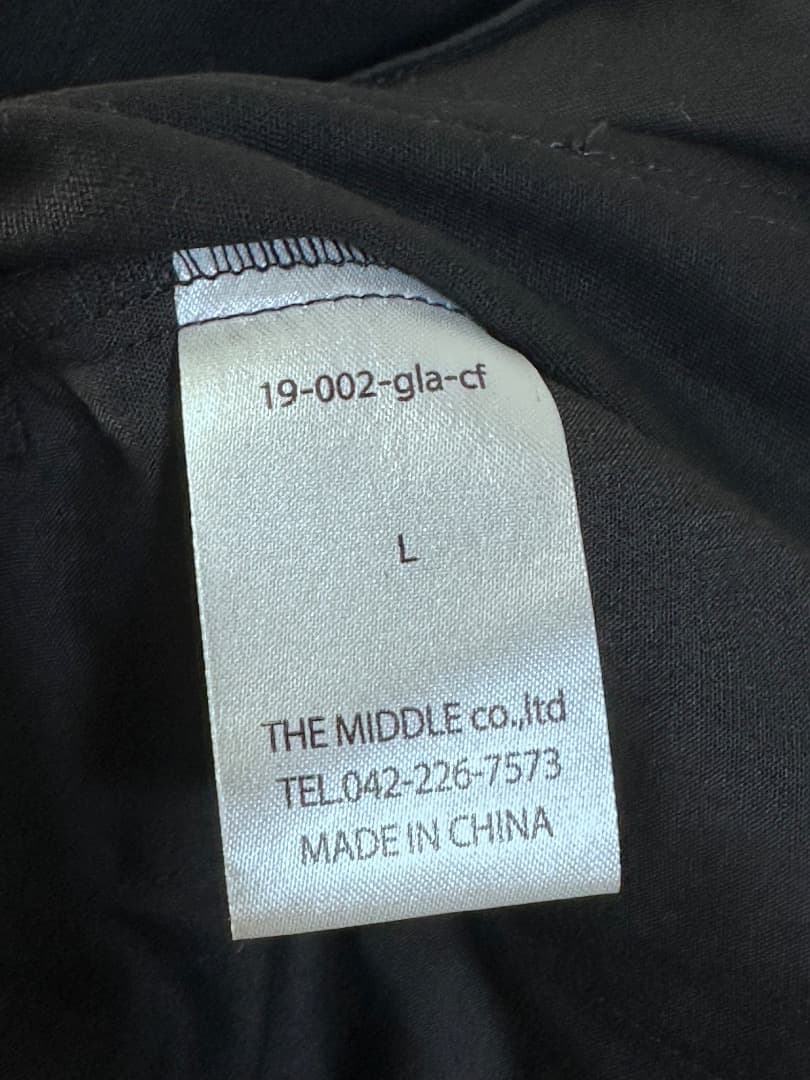 19-002-gla-cf
L
THE MIDDLE co.,ltd
TEL.042-226-7573
MADE IN CHINA